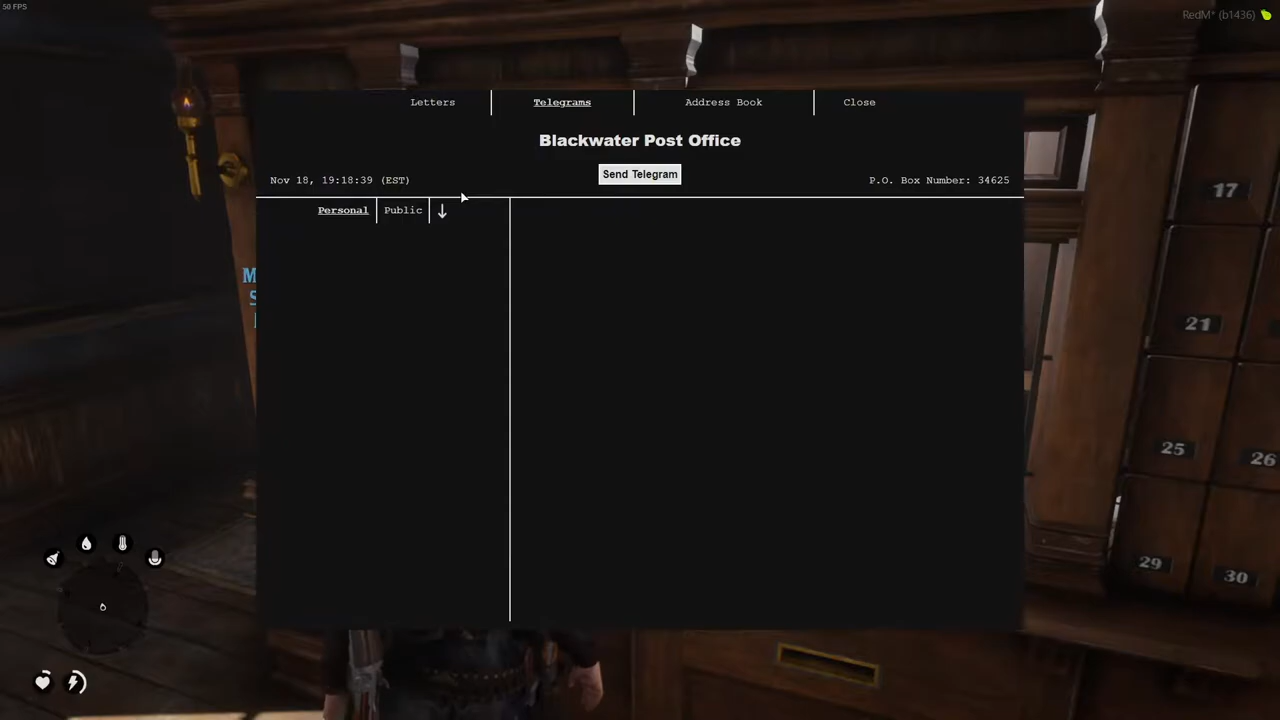 50 FPS
RedM* (b1436)
Letters
Telegrams
Address Book
Close
Blackwater Post Office
Nov 18, 19:18:39 (EST)
Send Telegram
P.O. Box Number: 34625
Personal
Public
M
S
17
21
25
26
29
30